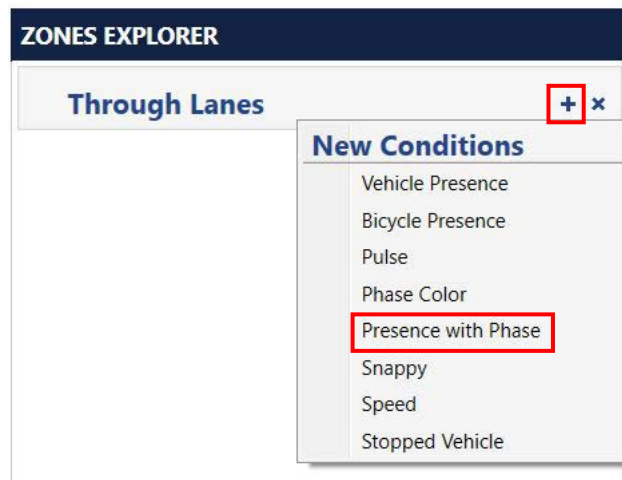 ZONES EXPLORER
Through Lanes + ×
New Conditions
Vehicle Presence
Bicycle Presence
Pulse
Phase Color
Presence with Phase
Snappy
Speed
Stopped Vehicle